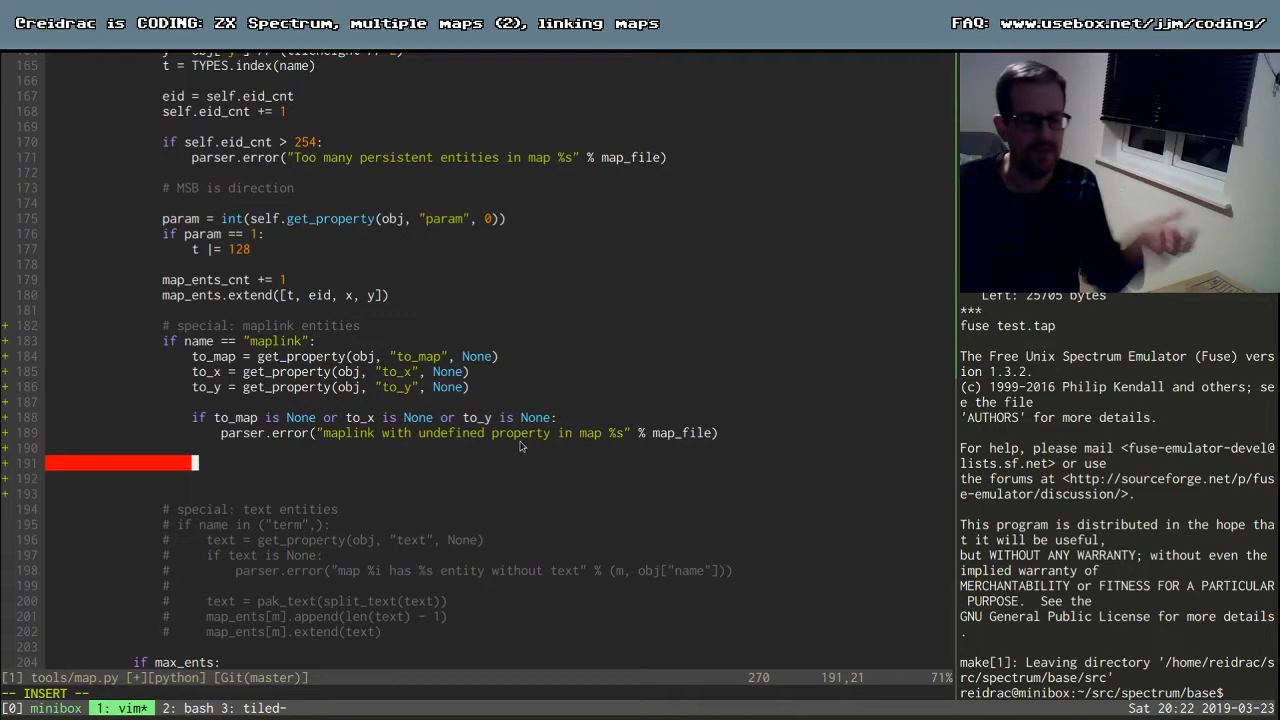 Creidrac is CODING: ZX Spectrum, multiple maps (2), linking maps
FAQ: www.usebox.net/jjm/coding/
165 t = TYPES.index(name)
166
167 eid = self.eid_cnt
168 self.eid_cnt += 1
169
170 if self.eid_cnt > 254:
171 parser.error("Too many persistent entities in map %s" % map_file)
172
173 # MSB is direction
174
175 param = int(self.get_property(obj, "param", 0))
176 if param == 1:
177 t |= 128
178
179 map_ents_cnt += 1
180 map_ents.extend([t, eid, x, y])
181
+ 182 # special: maplink entities
+ 183 if name == "maplink":
+ 184 to_map = get_property(obj, "to_map", None)
+ 185 to_x = get_property(obj, "to_x", None)
+ 186 to_y = get_property(obj, "to_y", None)
+ 187
+ 188 if to_map is None or to_x is None or to_y is None:
+ 189 parser.error("maplink with undefined property in map %s" % map_file)
+ 190
+ 191
+ 192
+ 193
194 # special: text entities
195 # if name in ("term",):
196 # text = get_property(obj, "text", None)
197 # if text is None:
198 # parser.error("map %i has %s entity without text" % (m, obj["name"]))
199 #
200 # text = pak_text(split_text(text))
201 # map_ents[m].append(len(text) - 1)
202 # map_ents[m].extend(text)
203
204 if max_ents:
[1] tools/map.py [+][python] [Git(master)] 270 191,21 71%
-- INSERT --
Left: 25705 bytes
***
fuse test.tap
The Free Unix Spectrum Emulator (Fuse) vers
ion 1.3.2.
(c) 1999-2016 Philip Kendall and others; se
e the file
'AUTHORS' for more details.
For help, please mail <fuse-emulator-devel@
lists.sf.net> or use
the forums at <http://sourceforge.net/p/fus
e-emulator/discussion/>.
This program is distributed in the hope tha
t it will be useful,
but WITHOUT ANY WARRANTY; without even the
implied warranty of
MERCHANTABILITY or FITNESS FOR A PARTICULAR
PURPOSE. See the
GNU General Public License for more details
.
make[1]: Leaving directory '/home/reidrac/s
rc/spectrum/base/src'
reidrac@minibox:~/src/spectrum/base$
[0] minibox 1: vim* 2: bash 3: tiled- Sat 20:22 2019-03-23